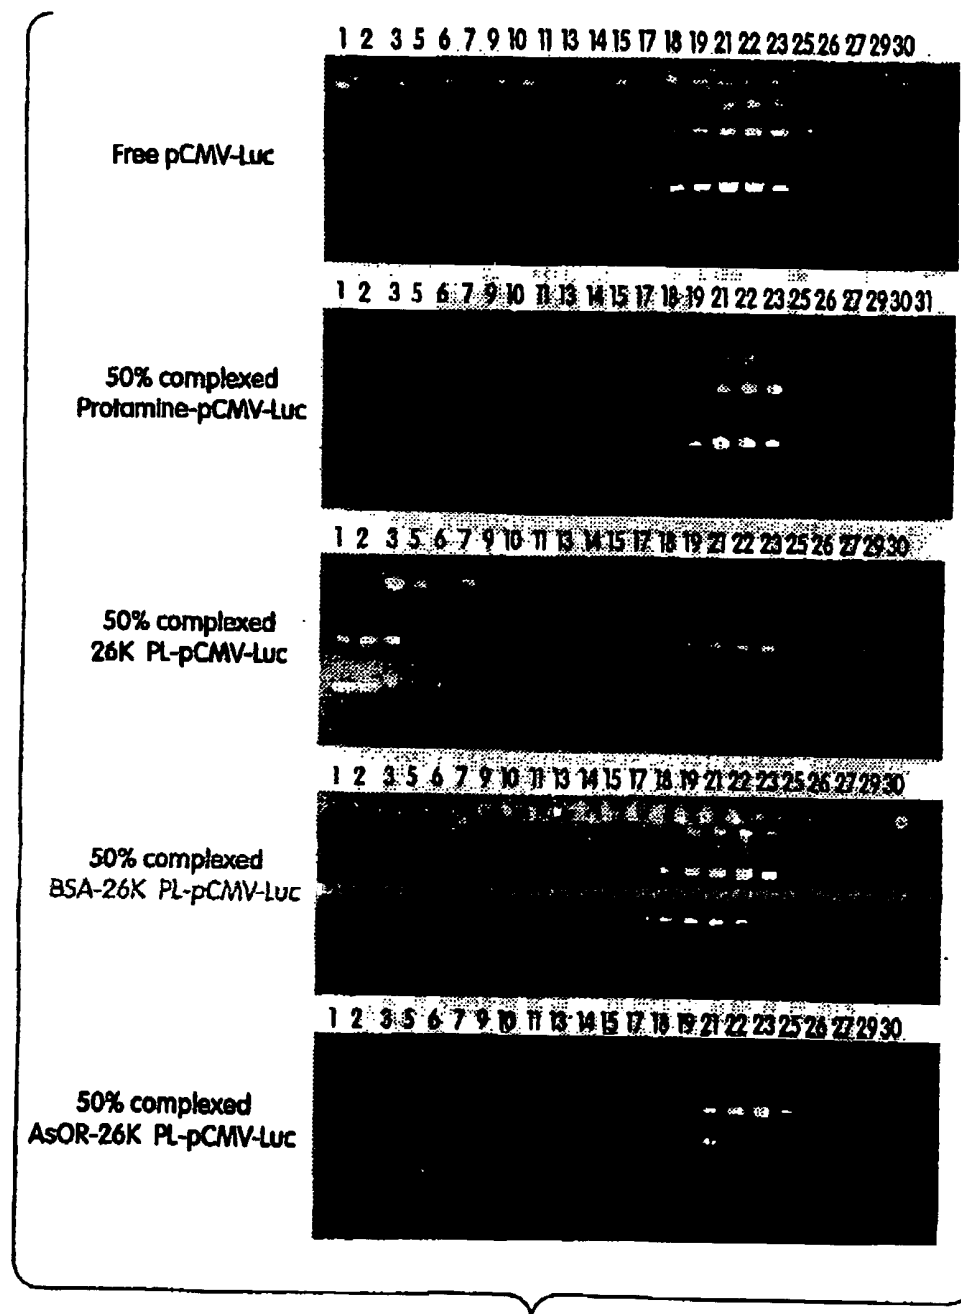 1 2 3 5 6 7 9 10 11 13 14 15 17 18 19 21 22 23 25 26 27 29 30
Free pCMV-Luc
1 2 3 5 6 7 9 10 11 13 14 15 17 18 19 21 22 23 25 26 27 29 30 31
50% complexed
Protamine-pCMV-Luc
1 2 3 5 6 7 9 10 11 13 14 15 17 18 19 21 22 23 25 26 27 29 30
50% complexed
26K PL-pCMV-Luc
1 2 3 5 6 7 9 10 11 13 14 15 17 18 19 21 22 23 25 26 27 29 30
50% complexed
BSA-26K PL-pCMV-Luc
1 2 3 5 6 7 9 10 11 13 14 15 17 18 19 21 22 23 25 26 27 29 30
50% complexed
AsOR-26K PL-pCMV-Luc